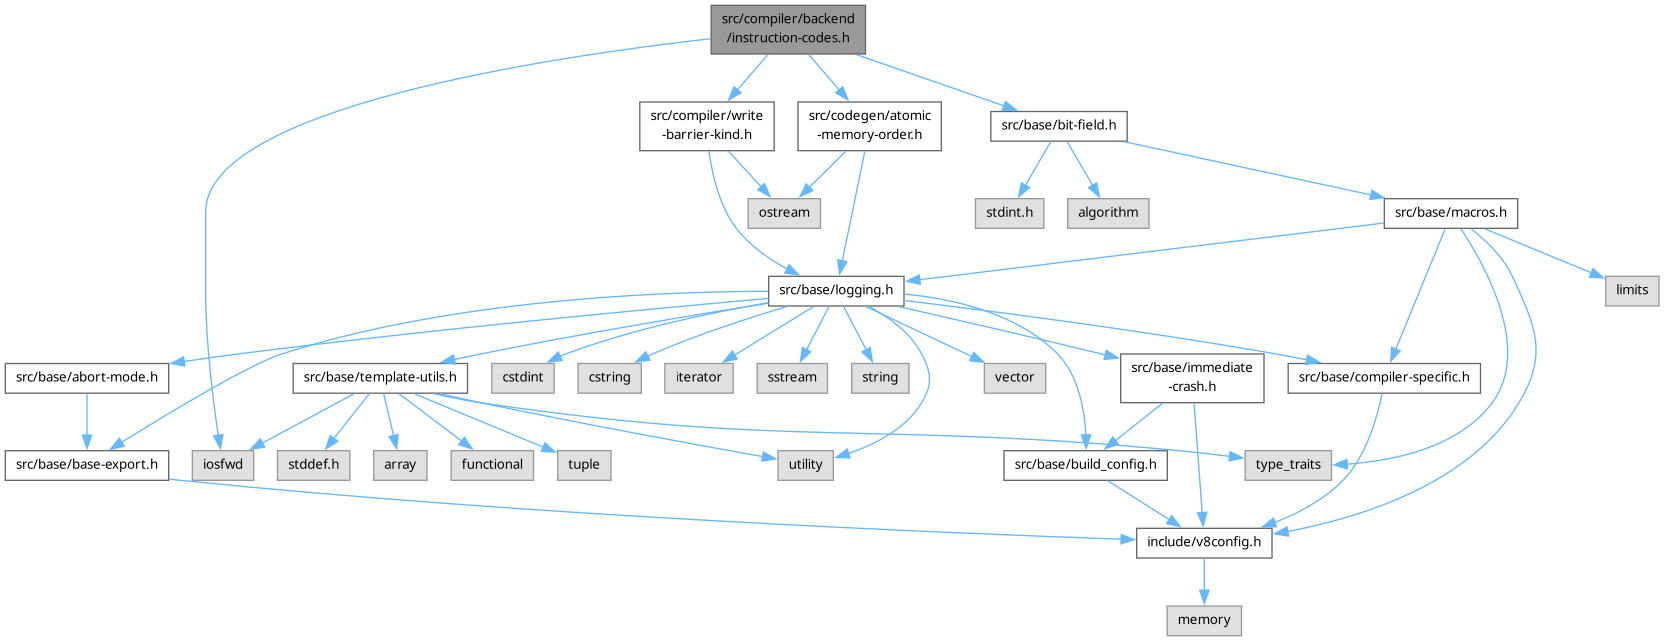 src/compiler/backend
/instruction-codes.h
src/compiler/write
-barrier-kind.h
src/codegen/atomic
-memory-order.h
src/base/bit-field.h
ostream
stdint.h
algorithm
src/base/macros.h
src/base/logging.h
limits
src/base/abort-mode.h
src/base/template-utils.h
cstdint
cstring
iterator
sstream
string
vector
src/base/immediate
-crash.h
src/base/compiler-specific.h
src/base/base-export.h
iosfwd
stddef.h
array
functional
tuple
utility
src/base/build_config.h
type_traits
include/v8config.h
memory